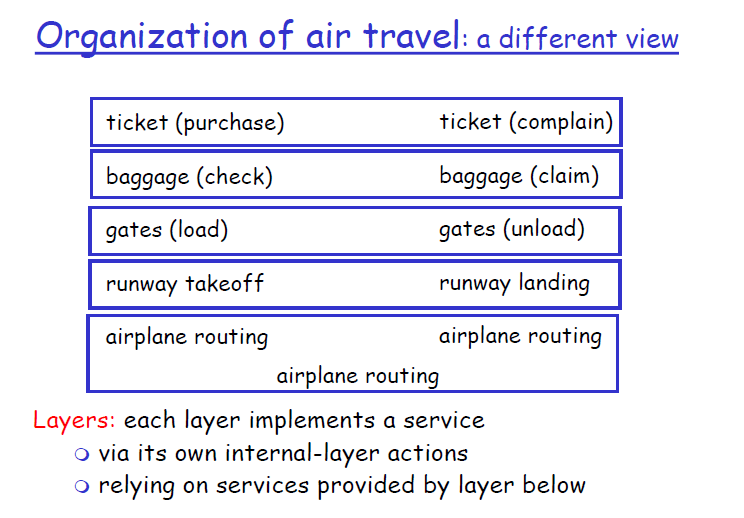 Organization of air travel: a different view
ticket (purchase) ticket (complain)
baggage (check) baggage (claim)
gates (load) gates (unload)
runway takeoff runway landing
airplane routing airplane routing
airplane routing
Layers: each layer implements a service
via its own internal-layer actions
relying on services provided by layer below